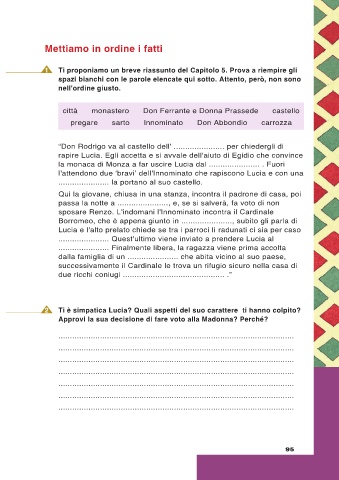 Mettiamo in ordine i fatti
1 Ti proponiamo un breve riassunto del Capitolo 5. Prova a riempire gli
spazi bianchi con le parole elencate qui sotto. Attento, però, non sono
nell'ordine giusto.
città monastero Don Ferrante e Donna Prassede castello
pregare sarto Innominato Don Abbondio carrozza
"Don Rodrigo va al castello dell' ...................... per chiedergli di
rapire Lucia. Egli accetta e si avvale dell'aiuto di Egidio che convince
la monaca di Monza a far uscire Lucia dal ...................... . Fuori
l'attendono due 'bravi' dell'Innominato che rapiscono Lucia e con una
...................... la portano al suo castello.
Qui la giovane, chiusa in una stanza, incontra il padrone di casa, poi
passa la notte a ......................, e, se si salverà, fa voto di non
sposare Renzo. L'indomani l'Innominato incontra il Cardinale
Borromeo, che è appena giunto in ......................, subito gli parla di
Lucia e l'alto prelato chiede se tra i parroci lì radunati ci sia per caso
...................... Quest'ultimo viene inviato a prendere Lucia al
...................... Finalmente libera, la ragazza viene prima accolta
dalla famiglia di un ...................... che abita vicino al suo paese,
successivamente il Cardinale le trova un rifugio sicuro nella casa di
due ricchi coniugi ............................................ ."
2 Ti è simpatica Lucia? Quali aspetti del suo carattere ti hanno colpito?
Approvi la sua decisione di fare voto alla Madonna? Perché?
95